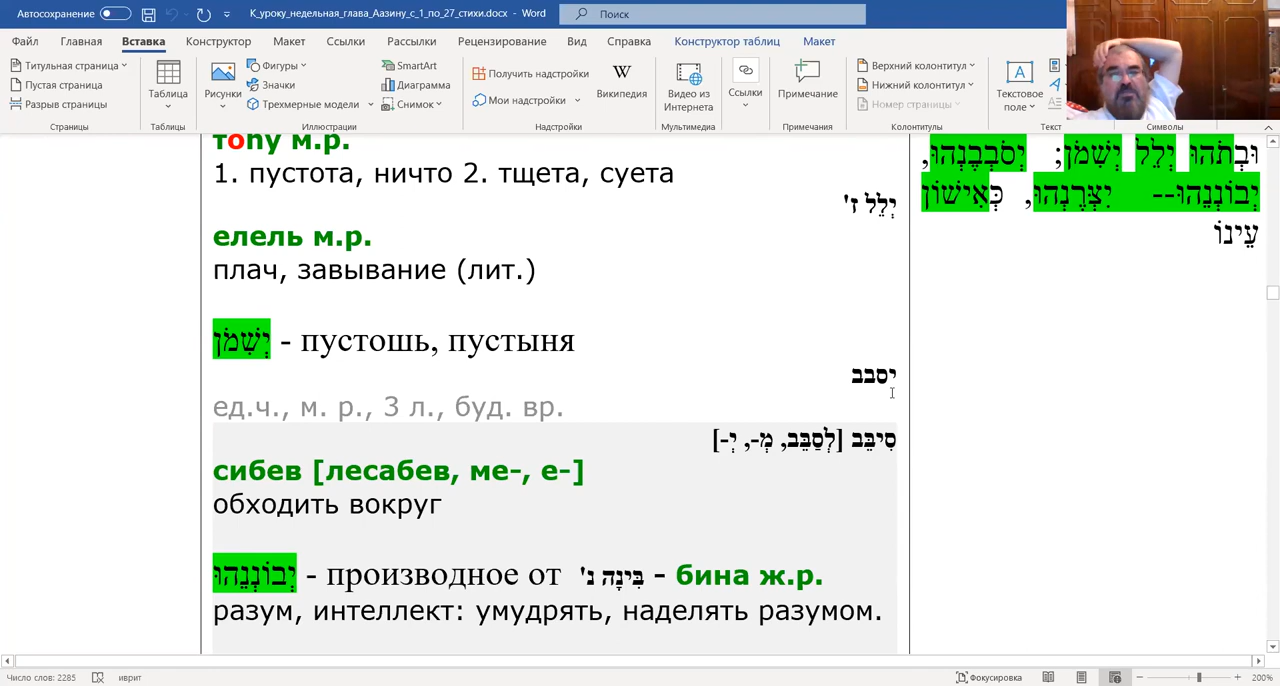 Автосохранение
К_уроку_недельная_глава_Аазину_с_1_по_27_стихи.docx - Word
Поиск
Файл Главная Вставка Конструктор Макет Ссылки Рассылки Рецензирование Вид Справка Конструктор таблиц Макет
Титульная страница
Пустая страница
Разрыв страницы
Страницы
Таблица
Таблицы
Рисунки
Фигуры
Значки
Трехмерные модели
SmartArt
Диаграмма
Снимок
Иллюстрации
Получить надстройки
Мои надстройки
Википедия
Надстройки
Видео из Интернета
Мультимедиа
Ссылки
Примечание
Примечания
Верхний колонтитул
Нижний колонтитул
Номер страницы
Колонтитулы
Текстовое поле
Текст
Символы
тоhу м.р.
1. пустота, ничто 2. тщета, суета
יְלֵל ז'
елель м.р.
плач, завывание (лит.)
יְשִׁמֹן - пустошь, пустыня
יסבב
ед.ч., м. р., 3 л., буд. вр.
סִיבֵּב [לְסַבֵּב, מְ-, יְ-]
сибев [лесабев, ме-, е-]
обходить вокруг
יְבוֹנְנֵהוּ - производное от בִּינָה נ' - бина ж.р.
разум, интеллект: умудрять, наделять разумом.
וּבְתֹהוּ יְלֵל יְשִׁמֹן; יְסֹבְבֶנְהוּ,
יְבוֹנְנֵהוּ-- יִצְּרֶנְהוּ, כְּאִישׁוֹן
עֵינוֹ
Число слов: 2285 иврит Фокусировка 200%